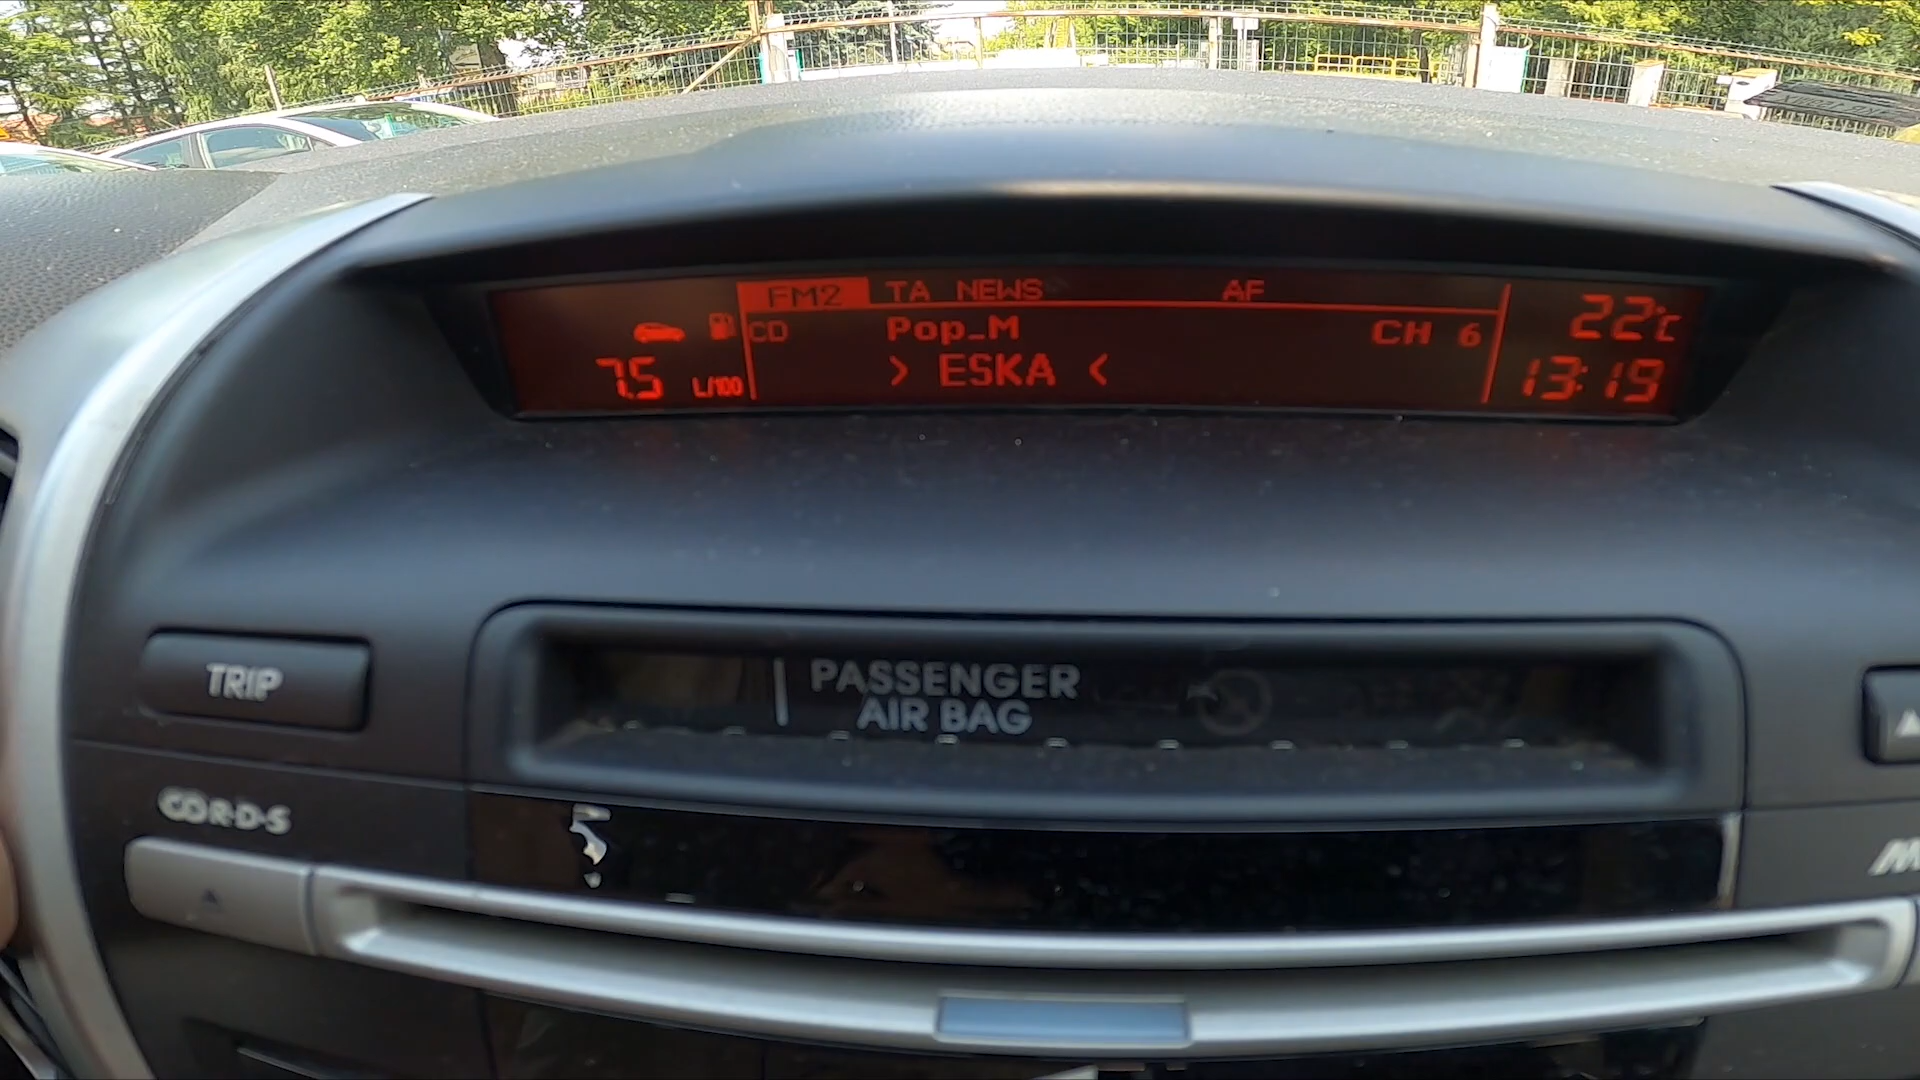 FM2 TA NEWS AF
CD Pop_M CH 6
> ESKA <
7.5 L/100
22°C
13:19
TRIP
PASSENGER
AIR BAG
R·D·S